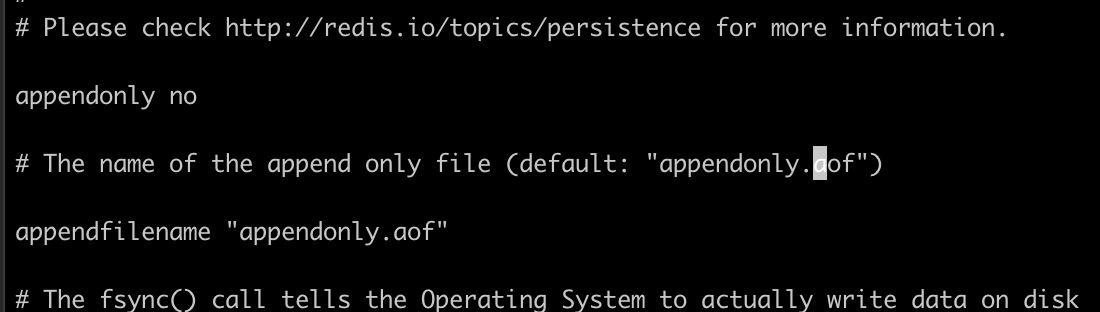 # Please check http://redis.io/topics/persistence for more information.
appendonly no
# The name of the append only file (default: "appendonly.aof")
appendfilename "appendonly.aof"
# The fsync() call tells the Operating System to actually write data on disk